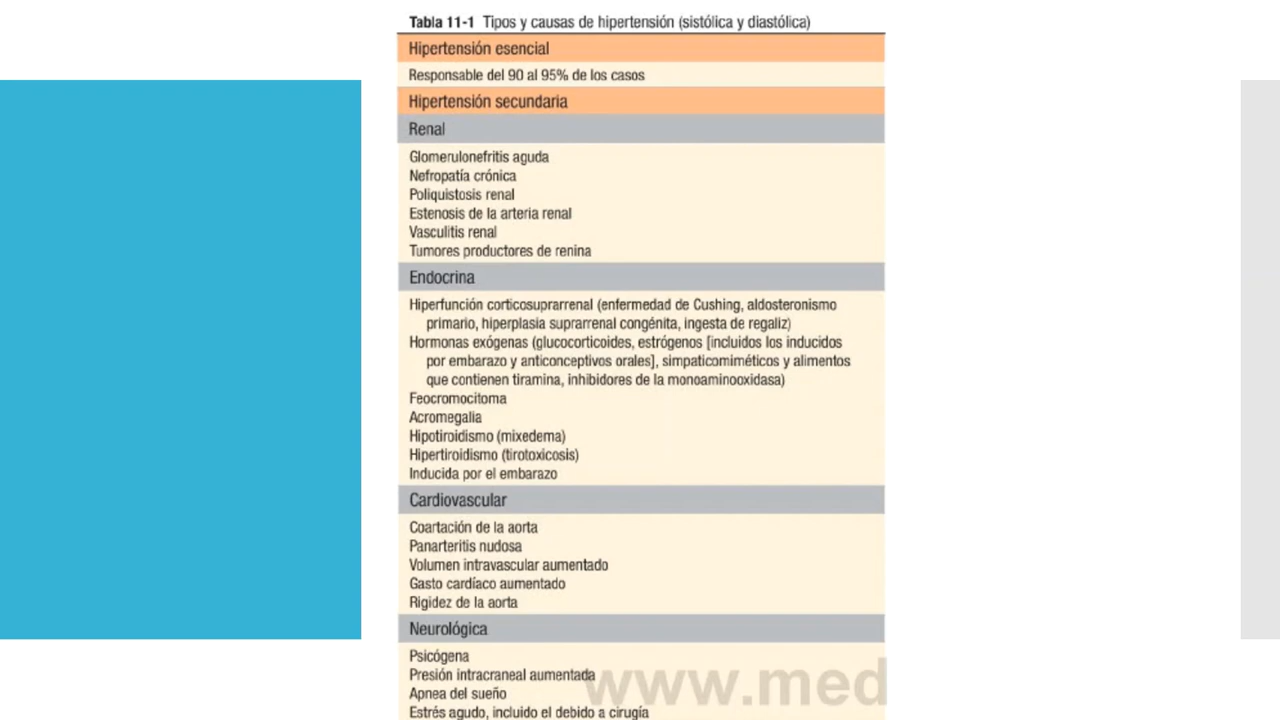 Tabla 11-1 Tipos y causas de hipertensión (sistólica y diastólica)
Hipertensión esencial
Responsable del 90 al 95% de los casos
Hipertensión secundaria
Renal
Glomerulonefritis aguda
Nefropatía crónica
Poliquistosis renal
Estenosis de la arteria renal
Vasculitis renal
Tumores productores de renina
Endocrina
Hiperfunción corticosuprarrenal (enfermedad de Cushing, aldosteronismo
primario, hiperplasia suprarrenal congénita, ingesta de regaliz)
Hormonas exógenas (glucocorticoides, estrógenos [incluidos los inducidos
por embarazo y anticonceptivos orales], simpaticomiméticos y alimentos
que contienen tiramina, inhibidores de la monoaminooxidasa)
Feocromocitoma
Acromegalia
Hipotiroidismo (mixedema)
Hipertiroidismo (tirotoxicosis)
Inducida por el embarazo
Cardiovascular
Coartación de la aorta
Panarteritis nudosa
Volumen intravascular aumentado
Gasto cardíaco aumentado
Rigidez de la aorta
Neurológica
Psicógena
Presión intracraneal aumentada
Apnea del sueño
Estrés agudo, incluido el debido a cirugía
www.med